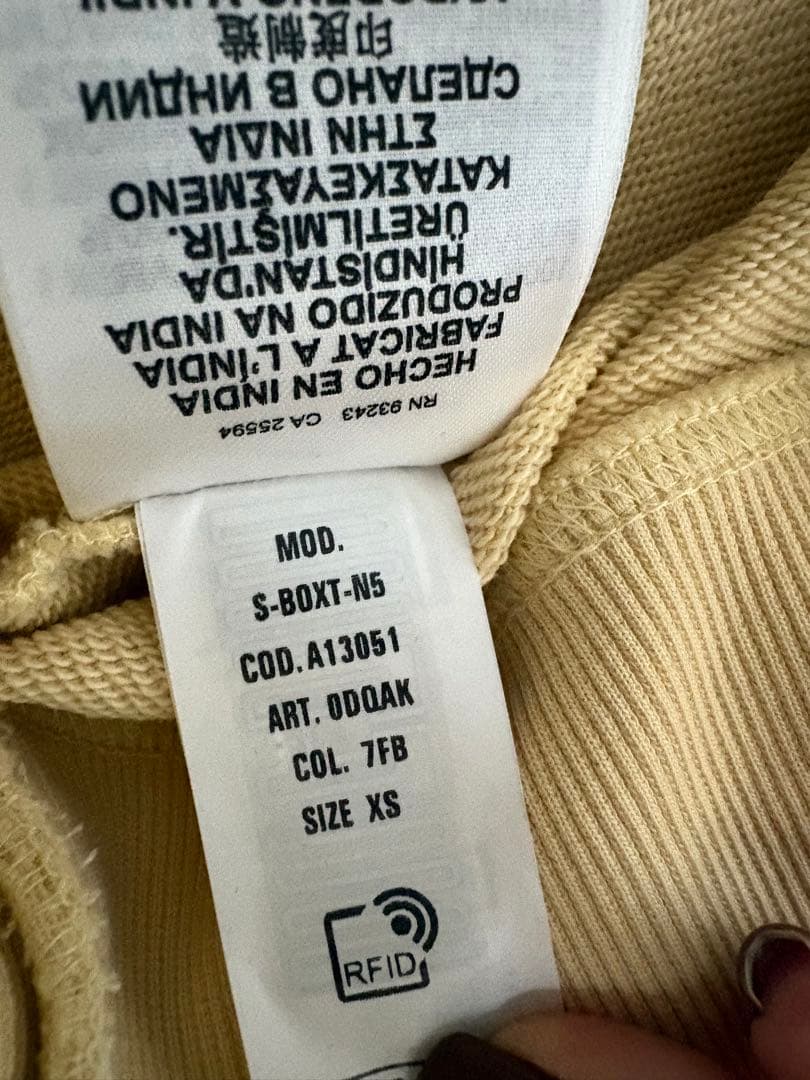 RN 93243 CA 25594
HECHO EN INDIA
FABRICAT A L'ÍNDIA
PRODUZIDO NA INDIA
HİNDİSTAN'DA
ÜRETİLMİŞTİR.
ΚΑΤΑΣΚΕΥΑΣΜΕΝΟ
ΣΤΗΝ ΙΝΔΙΑ
СДЕЛАНО В ИНДИИ
印度制造
MOD.
S-BOXT-N5
COD.A13051
ART. 0DQAK
COL. 7FB
SIZE XS
RFID